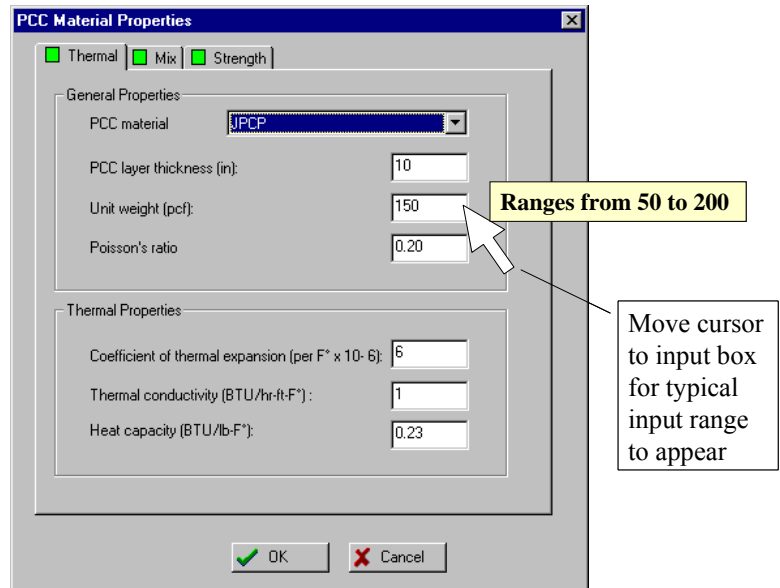 PCC Material Properties
Thermal Mix Strength
General Properties
PCC material JPCP
PCC layer thickness (in): 10
Unit weight (pcf): 150
Ranges from 50 to 200
Poisson's ratio 0.20
Thermal Properties
Coefficient of thermal expansion (per F° x 10- 6): 6
Thermal conductivity (BTU/hr-ft-F°) : 1
Heat capacity (BTU/lb-F°): 0.23
Move cursor
to input box
for typical
input range
to appear
OK Cancel